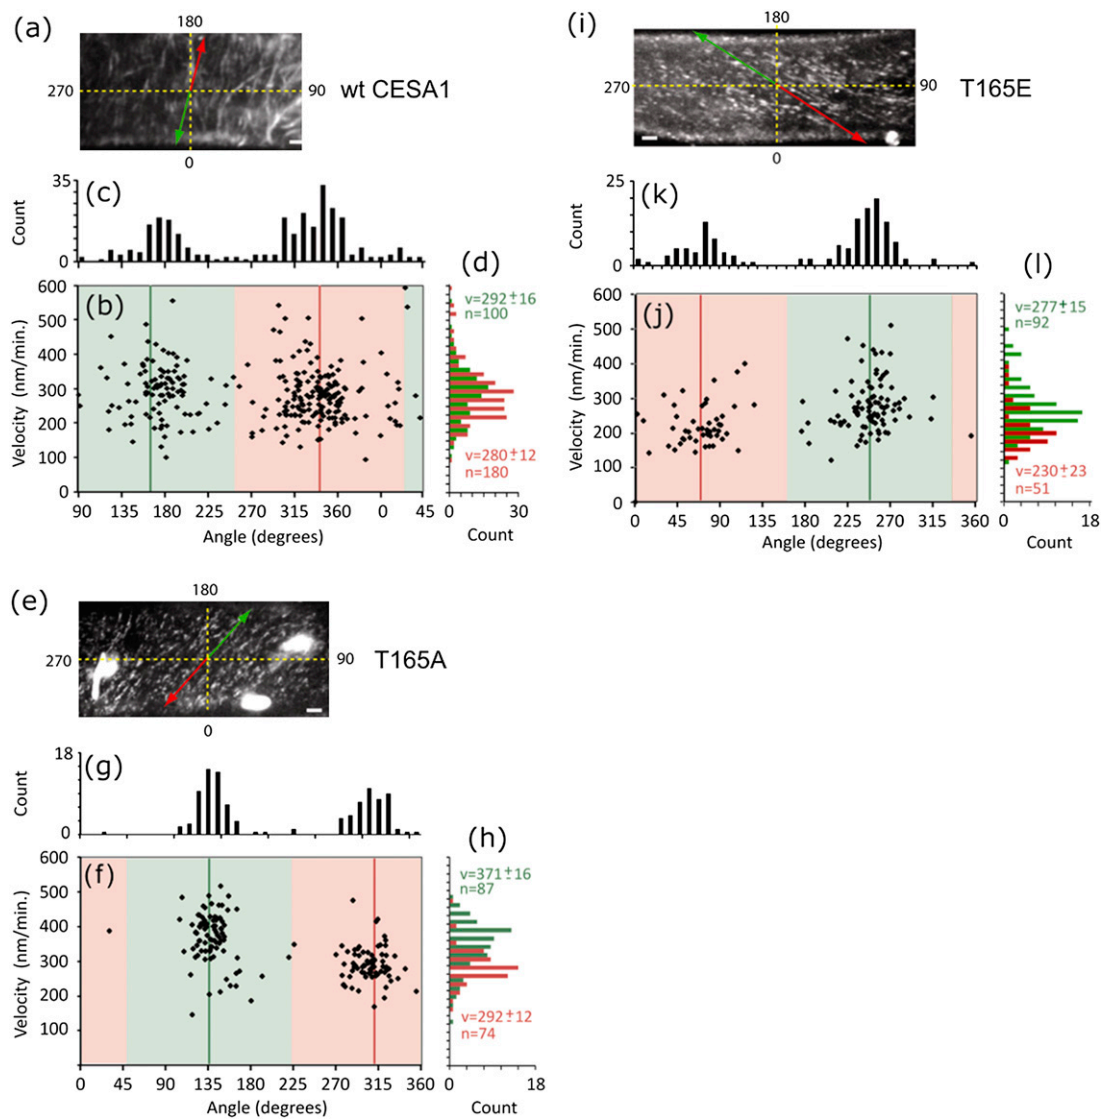 (a)
180
270
90
wt CESA1
0
(c)
35
0
Count
(d)
(b)
600
500
400
300
200
100
0
Velocity (nm/min.)
90 135 180 225 270 315 360 0 45
Angle (degrees)
v=292±16
n=100
v=280±12
n=180
0 30
Count
(e)
180
270
90
T165A
0
(g)
18
0
Count
(h)
(f)
600
500
400
300
200
100
Velocity (nm/min.)
0 45 90 135 180 225 270 315 360
Angle (degrees)
v=371±16
n=87
v=292±12
n=74
0 18
Count
(i)
180
270
90
T165E
0
(k)
25
0
Count
(l)
(j)
600
500
400
300
200
100
0
Velocity (nm/min.)
0 45 90 135 180 225 270 315 360
Angle (degrees)
v=277±15
n=92
v=230±23
n=51
0 18
Count